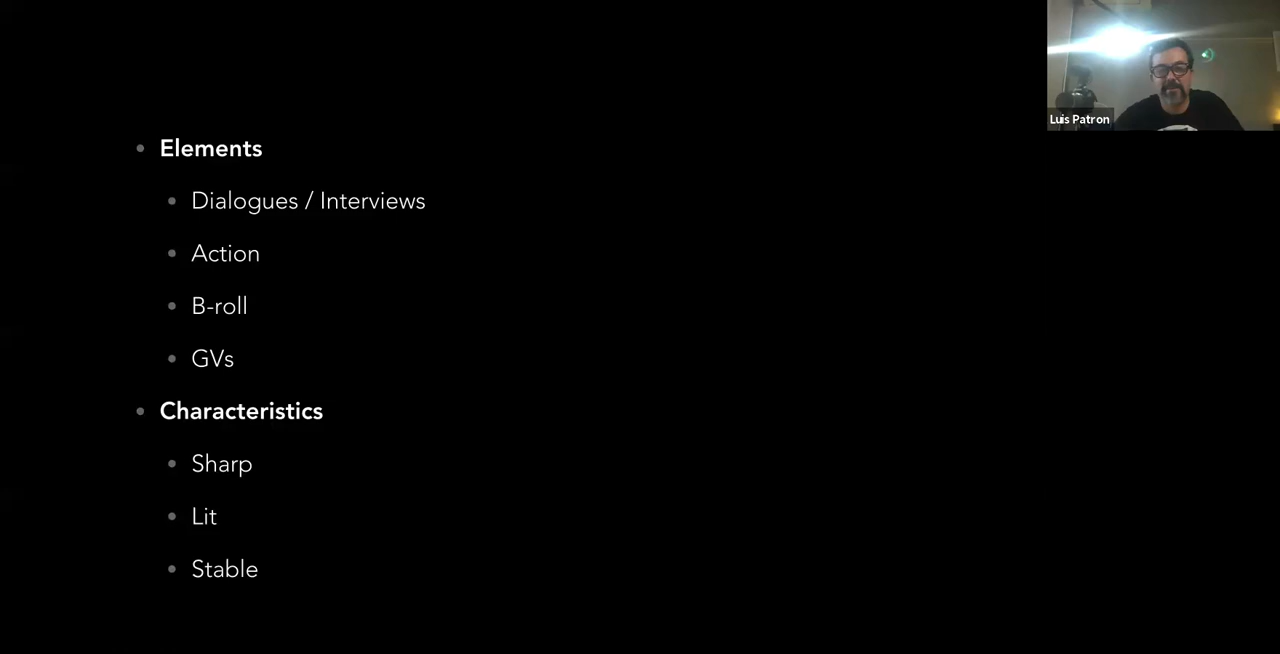 Luis Patron
Elements
Dialogues / Interviews
Action
B-roll
GVs
Characteristics
Sharp
Lit
Stable